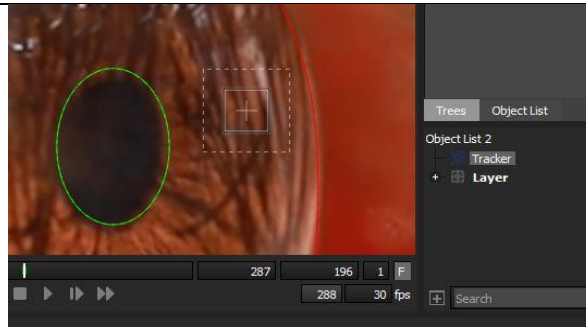 Trees Object List
Object List 2
Tracker
Layer
287 196 1 F
288 30 fps
Search